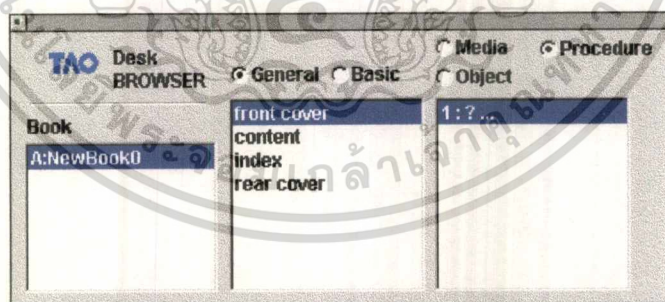 TAO Desk BROWSER
General Basic
Media Procedure
Object
Book
A:NewBook0
front cover
content
index
rear cover
1:?...